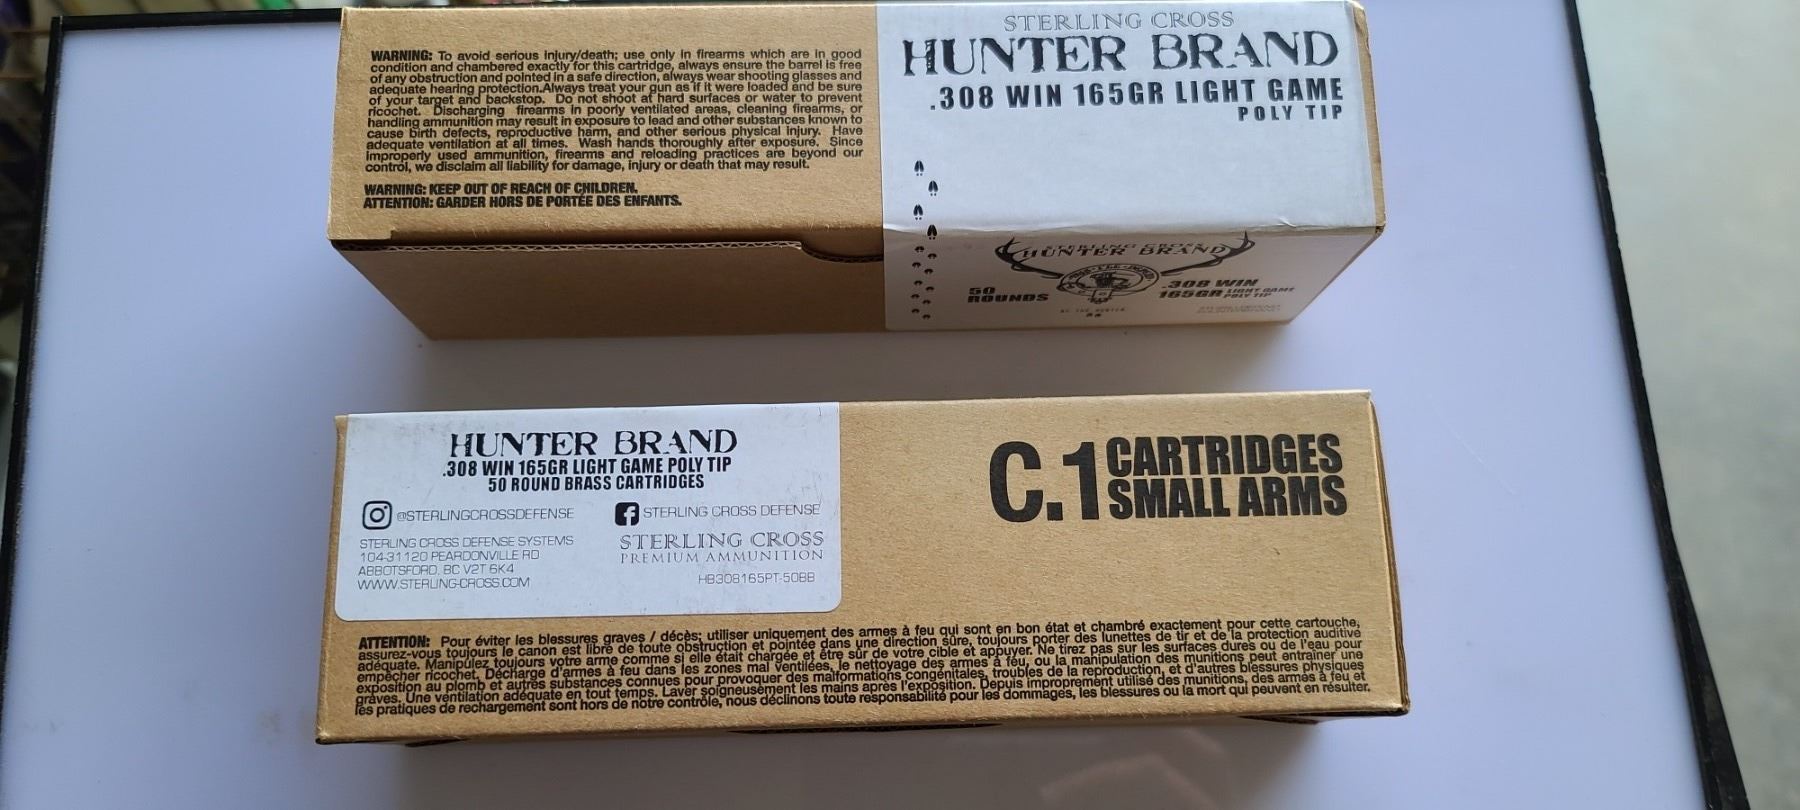 WARNING: To avoid serious injury/death; use only in firearms which are in good
condition and chambered exactly for this cartridge, always ensure the barrel is free
of any obstruction and pointed in a safe direction, always wear shooting glasses and
adequate hearing protection.Always treat your gun as if it were loaded and be sure
of your target and backstop. Do not shoot at hard surfaces or water to prevent
ricochet. Discharging firearms in poorly ventilated areas, cleaning firearms, or
handling ammunition may result in exposure to lead and other substances known to
cause birth defects, reproductive harm, and other serious physical injury. Have
adequate ventilation at all times. Wash hands thoroughly after exposure. Since
improperly used ammunition, firearms and reloading practices are beyond our
control, we disclaim all liability for damage, injury or death that may result.
WARNING: KEEP OUT OF REACH OF CHILDREN.
ATTENTION: GARDER HORS DE PORTÉE DES ENFANTS.
STERLING CROSS
HUNTER BRAND
.308 WIN 165GR LIGHT GAME
POLY TIP
STERLING CROSS
HUNTER BRAND
50
ROUNDS
.308 WIN
165GR LIGHT GAME
POLY TIP
HUNTER BRAND
.308 WIN 165GR LIGHT GAME POLY TIP
50 ROUND BRASS CARTRIDGES
@STERLINGCROSSDEFENSE
STERLING CROSS DEFENSE
STERLING CROSS DEFENSE SYSTEMS
104-31120 PEARDONVILLE RD
ABBOTSFORD, BC V2T 6K4
WWW.STERLING-CROSS.COM
STERLING CROSS
PREMIUM AMMUNITION
HB308165PT-50BB
C.1 CARTRIDGES
SMALL ARMS
ATTENTION: Pour éviter les blessures graves / décès; utiliser uniquement des armes à feu qui sont en bon état et chambré exactement pour cette cartouche,
assurez-vous toujours le canon est libre de toute obstruction et pointée dans une direction sûre, toujours porter des lunettes de tir et de la protection auditive
adéquate. Manipulez toujours votre arme comme si elle était chargée et être sûr de votre cible et appuyer. Ne tirez pas sur les surfaces dures ou de l'eau pour
empêcher ricochet. Décharge d'armes à feu dans les zones mal ventilées, le nettoyage des armes à feu, ou la manipulation des munitions peut entraîner une
exposition au plomb et autres substances connues pour provoquer des malformations congénitales, troubles de la reproduction, et d'autres blessures physiques
graves. Une ventilation adéquate en tout temps. Laver soigneusement les mains après l'exposition. Depuis improprement utilisé des munitions, des armes à feu et
les pratiques de rechargement sont hors de notre contrôle, nous déclinons toute responsabilité pour les dommages, les blessures ou la mort qui peuvent en résulter.